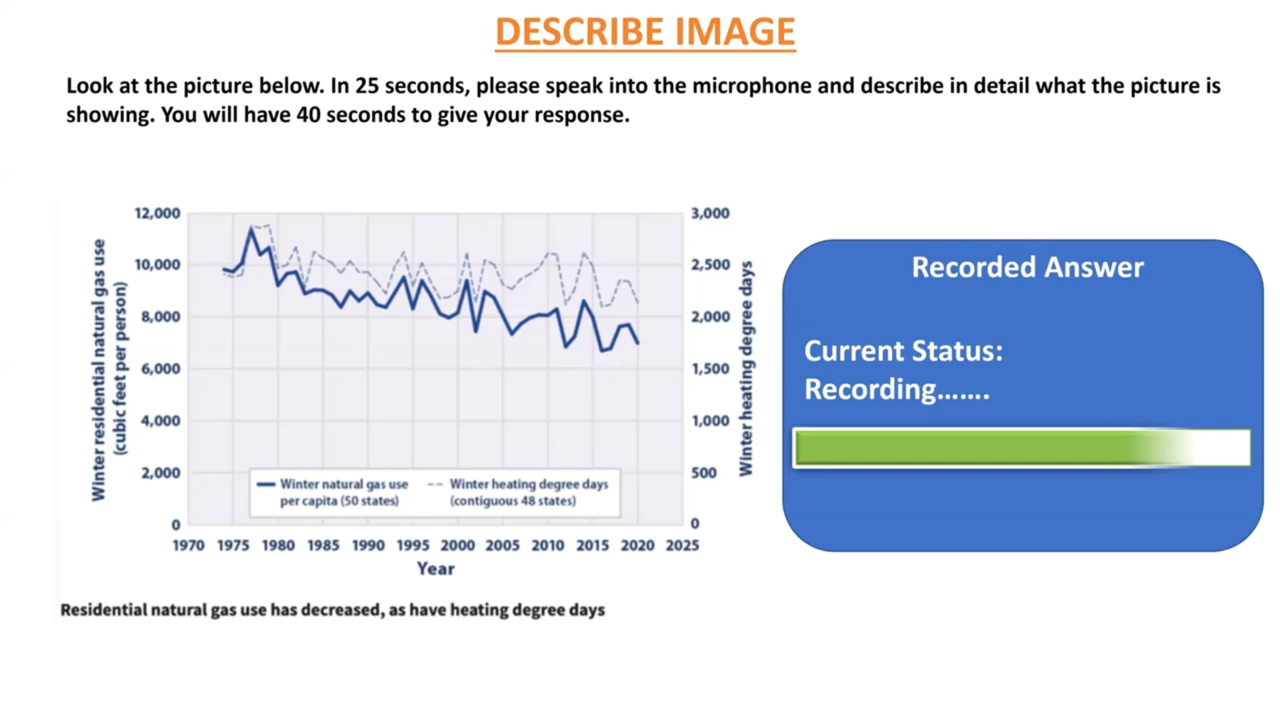 DESCRIBE IMAGE
Look at the picture below. In 25 seconds, please speak into the microphone and describe in detail what the picture is
showing. You will have 40 seconds to give your response.
Winter residential natural gas use
(cubic feet per person)
12,000
10,000
8,000
6,000
4,000
2,000
0
3,000
2,500
2,000
1,500
1,000
500
0
Winter heating degree days
Winter natural gas use
per capita (50 states)
Winter heating degree days
(contiguous 48 states)
1970 1975 1980 1985 1990 1995 2000 2005 2010 2015 2020 2025
Year
Residential natural gas use has decreased, as have heating degree days
Recorded Answer
Current Status:
Recording.......